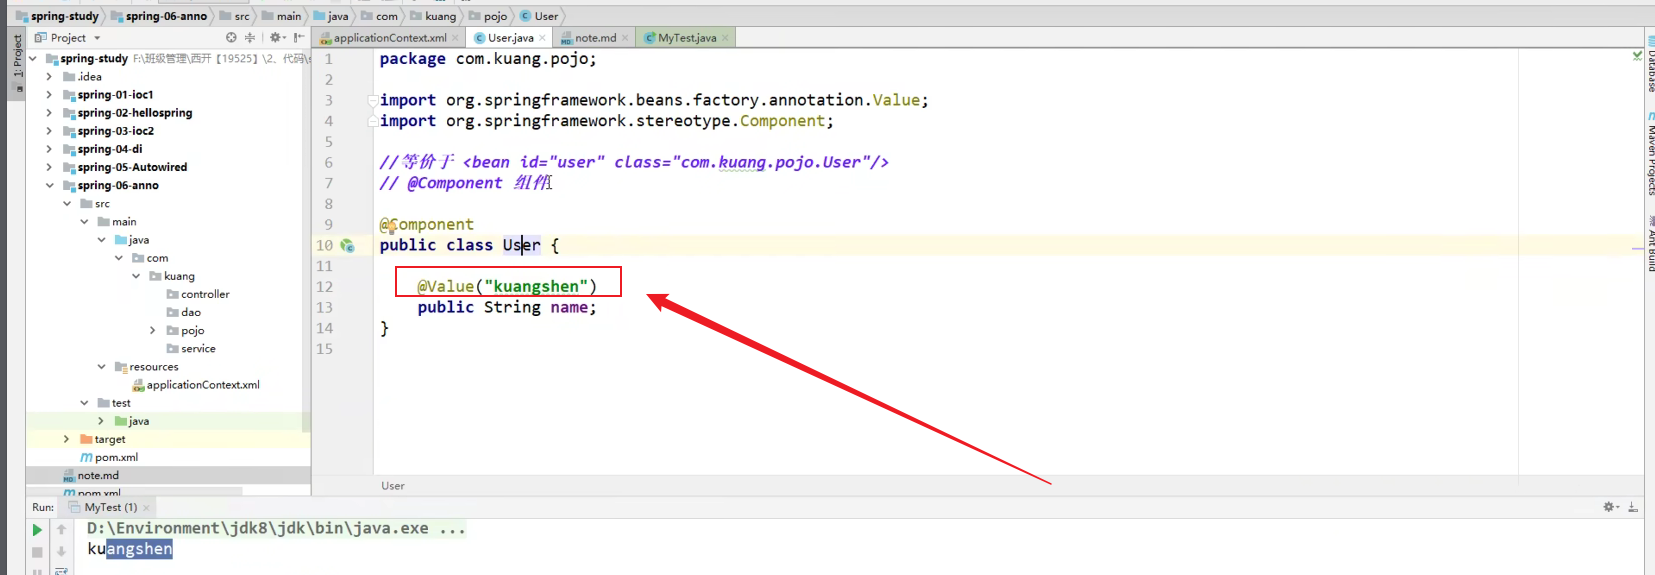 spring-study spring-06-anno src main java com kuang pojo User
1: Project
Project
applicationContext.xml User.java note.md MyTest.java
spring-study F:\班级管理\西开【19525】\2、代码\s
.idea
spring-01-ioc1
spring-02-hellospring
spring-03-ioc2
spring-04-di
spring-05-Autowired
spring-06-anno
src
main
java
com
kuang
controller
dao
pojo
service
resources
applicationContext.xml
test
java
target
pom.xml
note.md
pom.xml
1 package com.kuang.pojo;
2
3 import org.springframework.beans.factory.annotation.Value;
4 import org.springframework.stereotype.Component;
5
6 //等价于 <bean id="user" class="com.kuang.pojo.User"/>
7 // @Component 组件
8
9 @Component
10 public class User {
11
12 @Value("kuangshen")
13 public String name;
14 }
15
User
Database
Maven Projects
Ant Build
Run: MyTest (1)
D:\Environment\jdk8\jdk\bin\java.exe ...
kuangshen